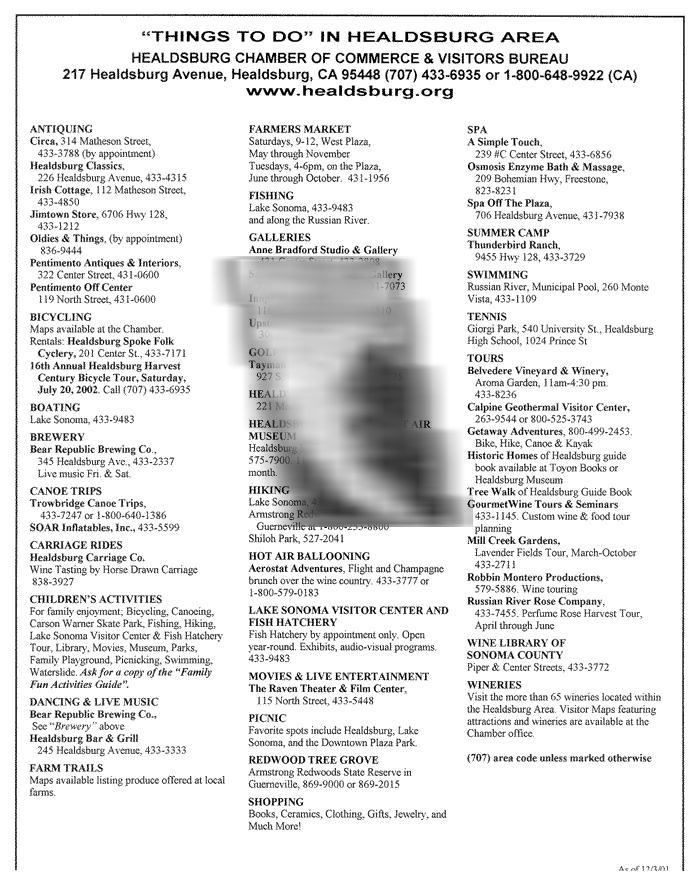 "THINGS TO DO" IN HEALDSBURG AREA
HEALDSBURG CHAMBER OF COMMERCE & VISITORS BUREAU
217 Healdsburg Avenue, Healdsburg, CA 95448 (707) 433-6935 or 1-800-648-9922 (CA)
www.healdsburg.org
ANTIQUING
Circa, 314 Matheson Street,
433-3788 (by appointment)
Healdsburg Classics,
226 Healdsburg Avenue, 433-4315
Irish Cottage, 112 Matheson Street,
433-4850
Jimtown Store, 6706 Hwy 128,
433-1212
Oldies & Things, (by appointment)
836-9444
Pentimento Antiques & Interiors,
322 Center Street, 431-0600
Pentimento Off Center
119 North Street, 431-0600
BICYCLING
Maps available at the Chamber.
Rentals: Healdsburg Spoke Folk
Cyclery, 201 Center St., 433-7171
16th Annual Healdsburg Harvest
Century Bicycle Tour, Saturday,
July 20, 2002. Call (707) 433-6935
BOATING
Lake Sonoma, 433-9483
BREWERY
Bear Republic Brewing Co.,
345 Healdsburg Ave., 433-2337
Live music Fri. & Sat.
CANOE TRIPS
Trowbridge Canoe Trips,
433-7247 or 1-800-640-1386
SOAR Inflatables, Inc., 433-5599
CARRIAGE RIDES
Healdsburg Carriage Co.
Wine Tasting by Horse Drawn Carriage
838-3927
CHILDREN'S ACTIVITIES
For family enjoyment; Bicycling, Canoeing,
Carson Warner Skate Park, Fishing, Hiking,
Lake Sonoma Visitor Center & Fish Hatchery
Tour, Library, Movies, Museum, Parks,
Family Playground, Picnicking, Swimming,
Waterslide. Ask for a copy of the "Family
Fun Activities Guide".
DANCING & LIVE MUSIC
Bear Republic Brewing Co.,
See "Brewery" above
Healdsburg Bar & Grill
245 Healdsburg Avenue, 433-3333
FARM TRAILS
Maps available listing produce offered at local
farms.
FARMERS MARKET
Saturdays, 9-12, West Plaza,
May through November
Tuesdays, 4-6pm, on the Plaza,
June through October. 431-1956
FISHING
Lake Sonoma, 433-9483
and along the Russian River.
GALLERIES
Anne Bradford Studio & Gallery
MUSEUM
Healdsburg
575-7900.
month.
HIKING
Lake Sonoma,
Armstrong
Guerneville at 1-800-253-8800
Shiloh Park, 527-2041
HOT AIR BALLOONING
Aerostat Adventures, Flight and Champagne
brunch over the wine country. 433-3777 or
1-800-579-0183
LAKE SONOMA VISITOR CENTER AND
FISH HATCHERY
Fish Hatchery by appointment only. Open
year-round. Exhibits, audio-visual programs.
433-9483
MOVIES & LIVE ENTERTAINMENT
The Raven Theater & Film Center,
115 North Street, 433-5448
PICNIC
Favorite spots include Healdsburg, Lake
Sonoma, and the Downtown Plaza Park.
REDWOOD TREE GROVE
Armstrong Redwoods State Reserve in
Guerneville, 869-9000 or 869-2015
SHOPPING
Books, Ceramics, Clothing, Gifts, Jewelry, and
Much More!
SPA
A Simple Touch,
239 #C Center Street, 433-6856
Osmosis Enzyme Bath & Massage,
209 Bohemian Hwy, Freestone,
823-8231
Spa Off The Plaza,
706 Healdsburg Avenue, 431-7938
SUMMER CAMP
Thunderbird Ranch,
9455 Hwy 128, 433-3729
SWIMMING
Russian River, Municipal Pool, 260 Monte
Vista, 433-1109
TENNIS
Giorgi Park, 540 University St., Healdsburg
High School, 1024 Prince St
TOURS
Belvedere Vineyard & Winery,
Aroma Garden, 11am-4:30 pm.
433-8236
Calpine Geothermal Visitor Center,
263-9544 or 800-525-3743
Getaway Adventures, 800-499-2453.
Bike, Hike, Canoe & Kayak
Historic Homes of Healdsburg guide
book available at Toyon Books or
Healdsburg Museum
Tree Walk of Healdsburg Guide Book
GourmetWine Tours & Seminars
433-1145. Custom wine & food tour
planning
Mill Creek Gardens,
Lavender Fields Tour, March-October
433-2711
Robbin Montero Productions,
579-5886. Wine touring
Russian River Rose Company,
433-7455. Perfume Rose Harvest Tour,
April through June
WINE LIBRARY OF
SONOMA COUNTY
Piper & Center Streets, 433-3772
WINERIES
Visit the more than 65 wineries located within
the Healdsburg Area. Visitor Maps featuring
attractions and wineries are available at the
Chamber office.
(707) area code unless marked otherwise
As of 12/3/01